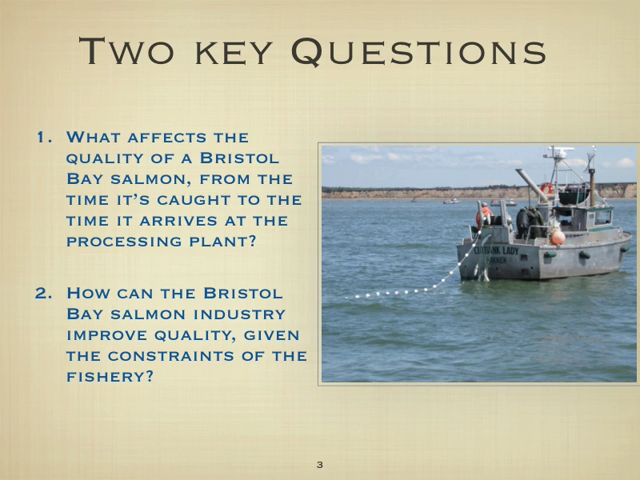 Two key Questions
1. What affects the
quality of a Bristol
Bay salmon, from the
time it's caught to the
time it arrives at the
processing plant?
2. How can the Bristol
Bay salmon industry
improve quality, given
the constraints of the
fishery?
LADY
3